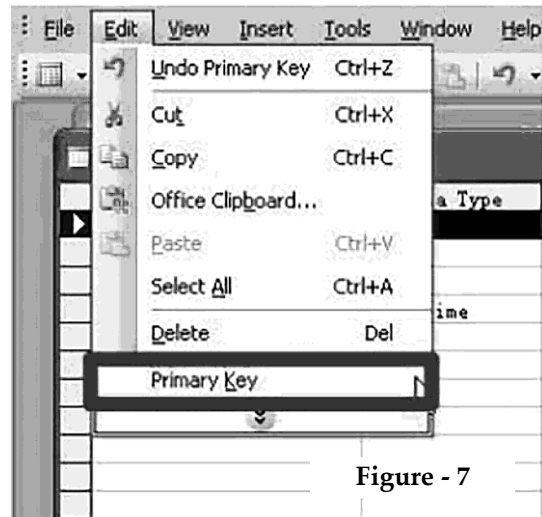 File Edit View Insert Tools Window Help
Undo Primary Key Ctrl+Z
Cut Ctrl+X
Copy Ctrl+C
Office Clipboard...
a Type
Paste Ctrl+V
Select All Ctrl+A
ime
Delete Del
Primary Key
Figure - 7